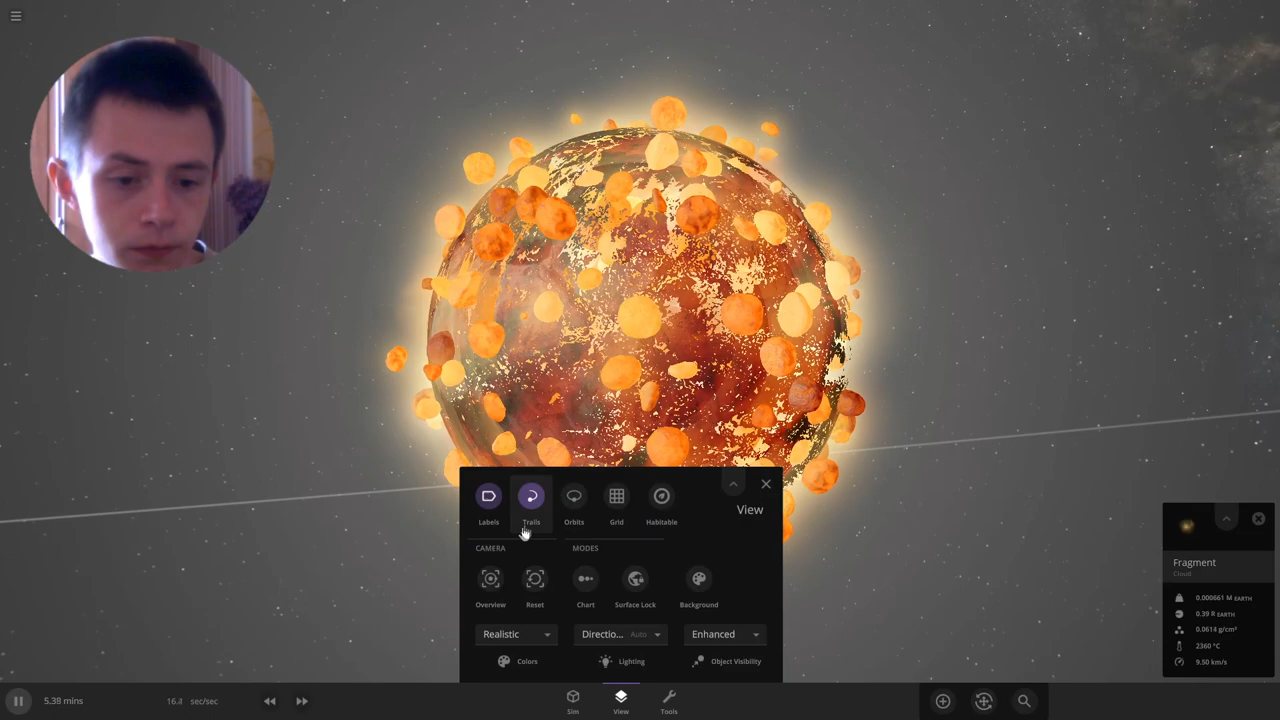 Labels
Trails
Orbits
Grid
Habitable
View
CAMERA
MODES
Overview
Reset
Chart
Surface Lock
Background
Realistic
Directio... Auto
Enhanced
Colors
Lighting
Object Visibility
Fragment
Cloud
0.000661 M EARTH
0.39 R EARTH
0.0614 g/cm³
2360 °C
9.50 km/s
5.38 mins
16.8 sec/sec
Sim
View
Tools